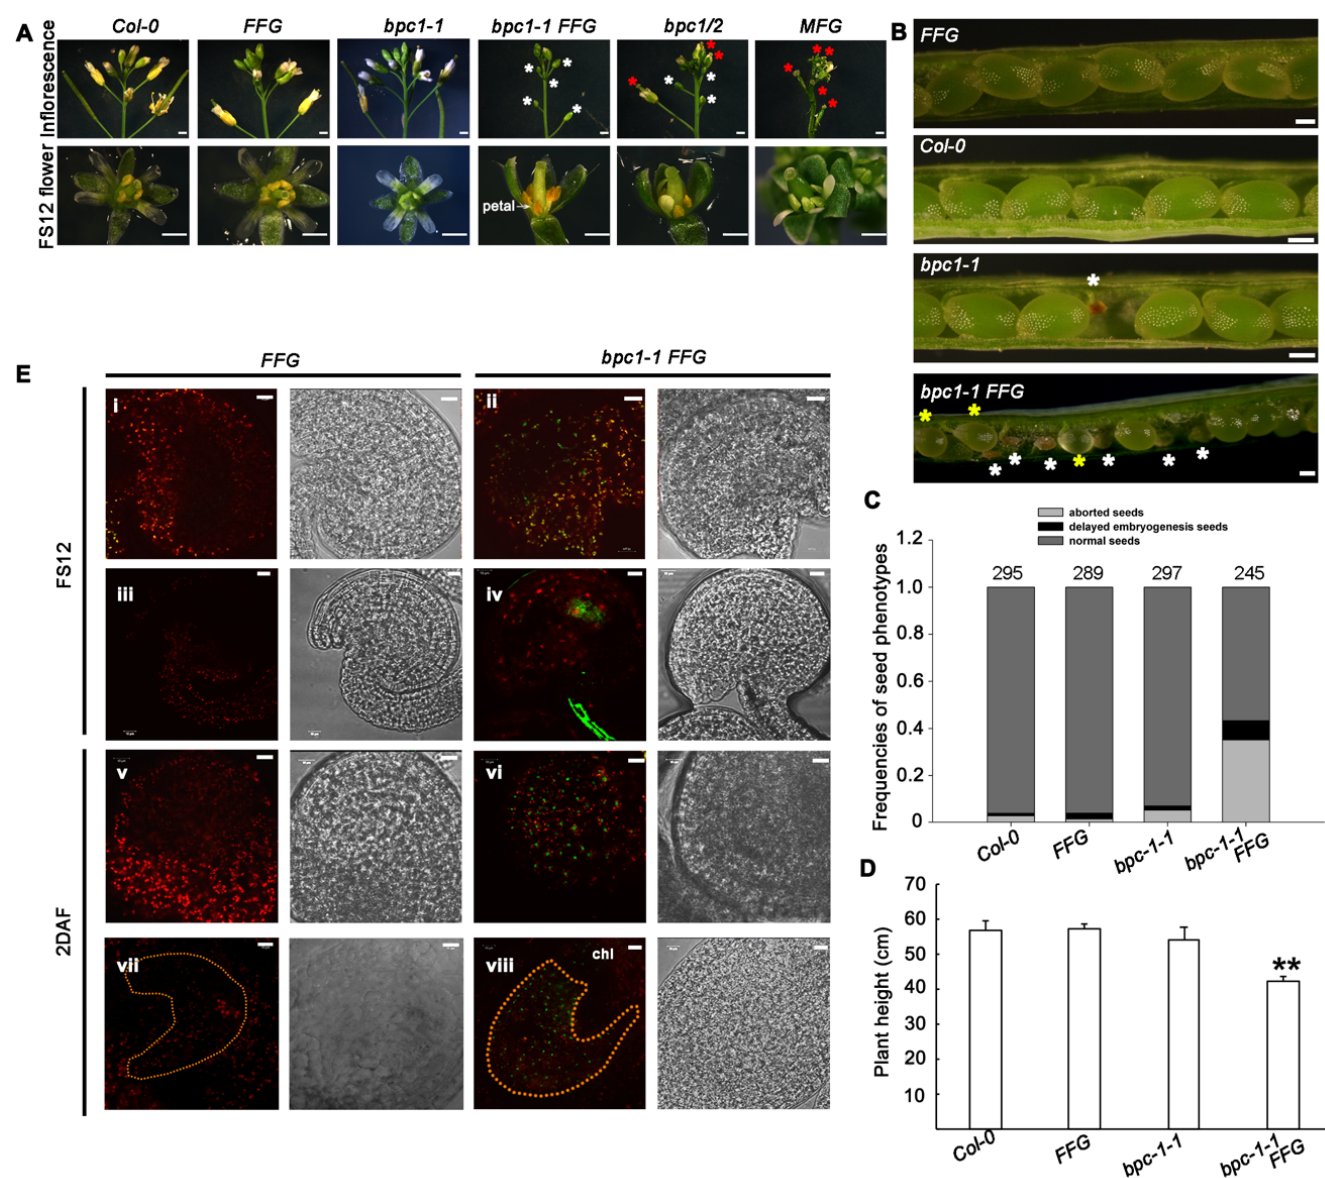 A
Col-0 FFG bpc1-1 bpc1-1 FFG bpc1/2 MFG
Inflorescence
* * * * * * * * * * * * * * * *
FS12 flower
petal
B
FFG
Col-0
bpc1-1
*
bpc1-1 FFG
* * * * * * * * *
C
aborted seeds
delayed embryogenesis seeds
normal seeds
Frequencies of seed phenotypes
1.2
1.0
0.8
0.6
0.4
0.2
0
295 289 297 245
Col-0 FFG bpc-1-1 bpc-1-1 FFG
D
Plant height (cm)
70
60
50
40
30
20
10
**
Col-0 FFG bpc-1-1 bpc-1-1 FFG
E
FFG bpc1-1 FFG
FS12
i ii
iii iv
2DAF
v vi
vii viii chl